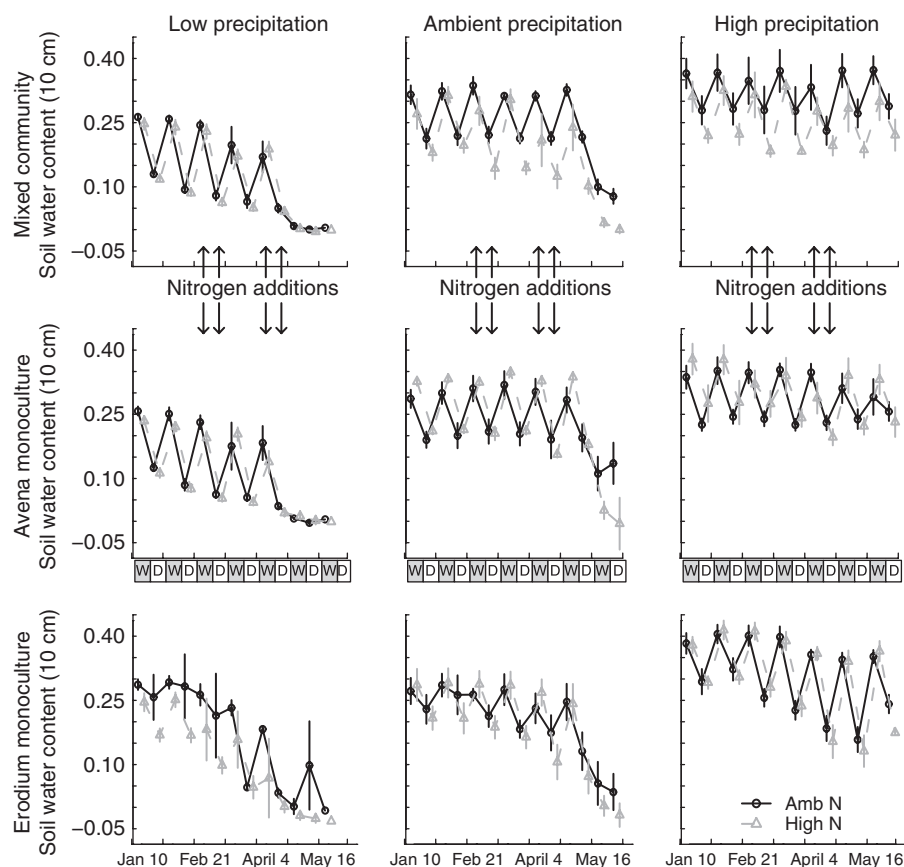 Low precipitation
Ambient precipitation
High precipitation
Mixed community
Soil water content (10 cm)
0.40
0.25
0.10
−0.05
Nitrogen additions
Nitrogen additions
Nitrogen additions
Avena monoculture
Soil water content (10 cm)
0.40
0.25
0.10
−0.05
W D W D W D W D W D W D W D
W D W D W D W D W D W D W D
W D W D W D W D W D W D W D
Erodium monoculture
Soil water content (10 cm)
0.40
0.25
0.10
−0.05
Amb N
High N
Jan 10 Feb 21 April 4 May 16
Jan 10 Feb 21 April 4 May 16
Jan 10 Feb 21 April 4 May 16